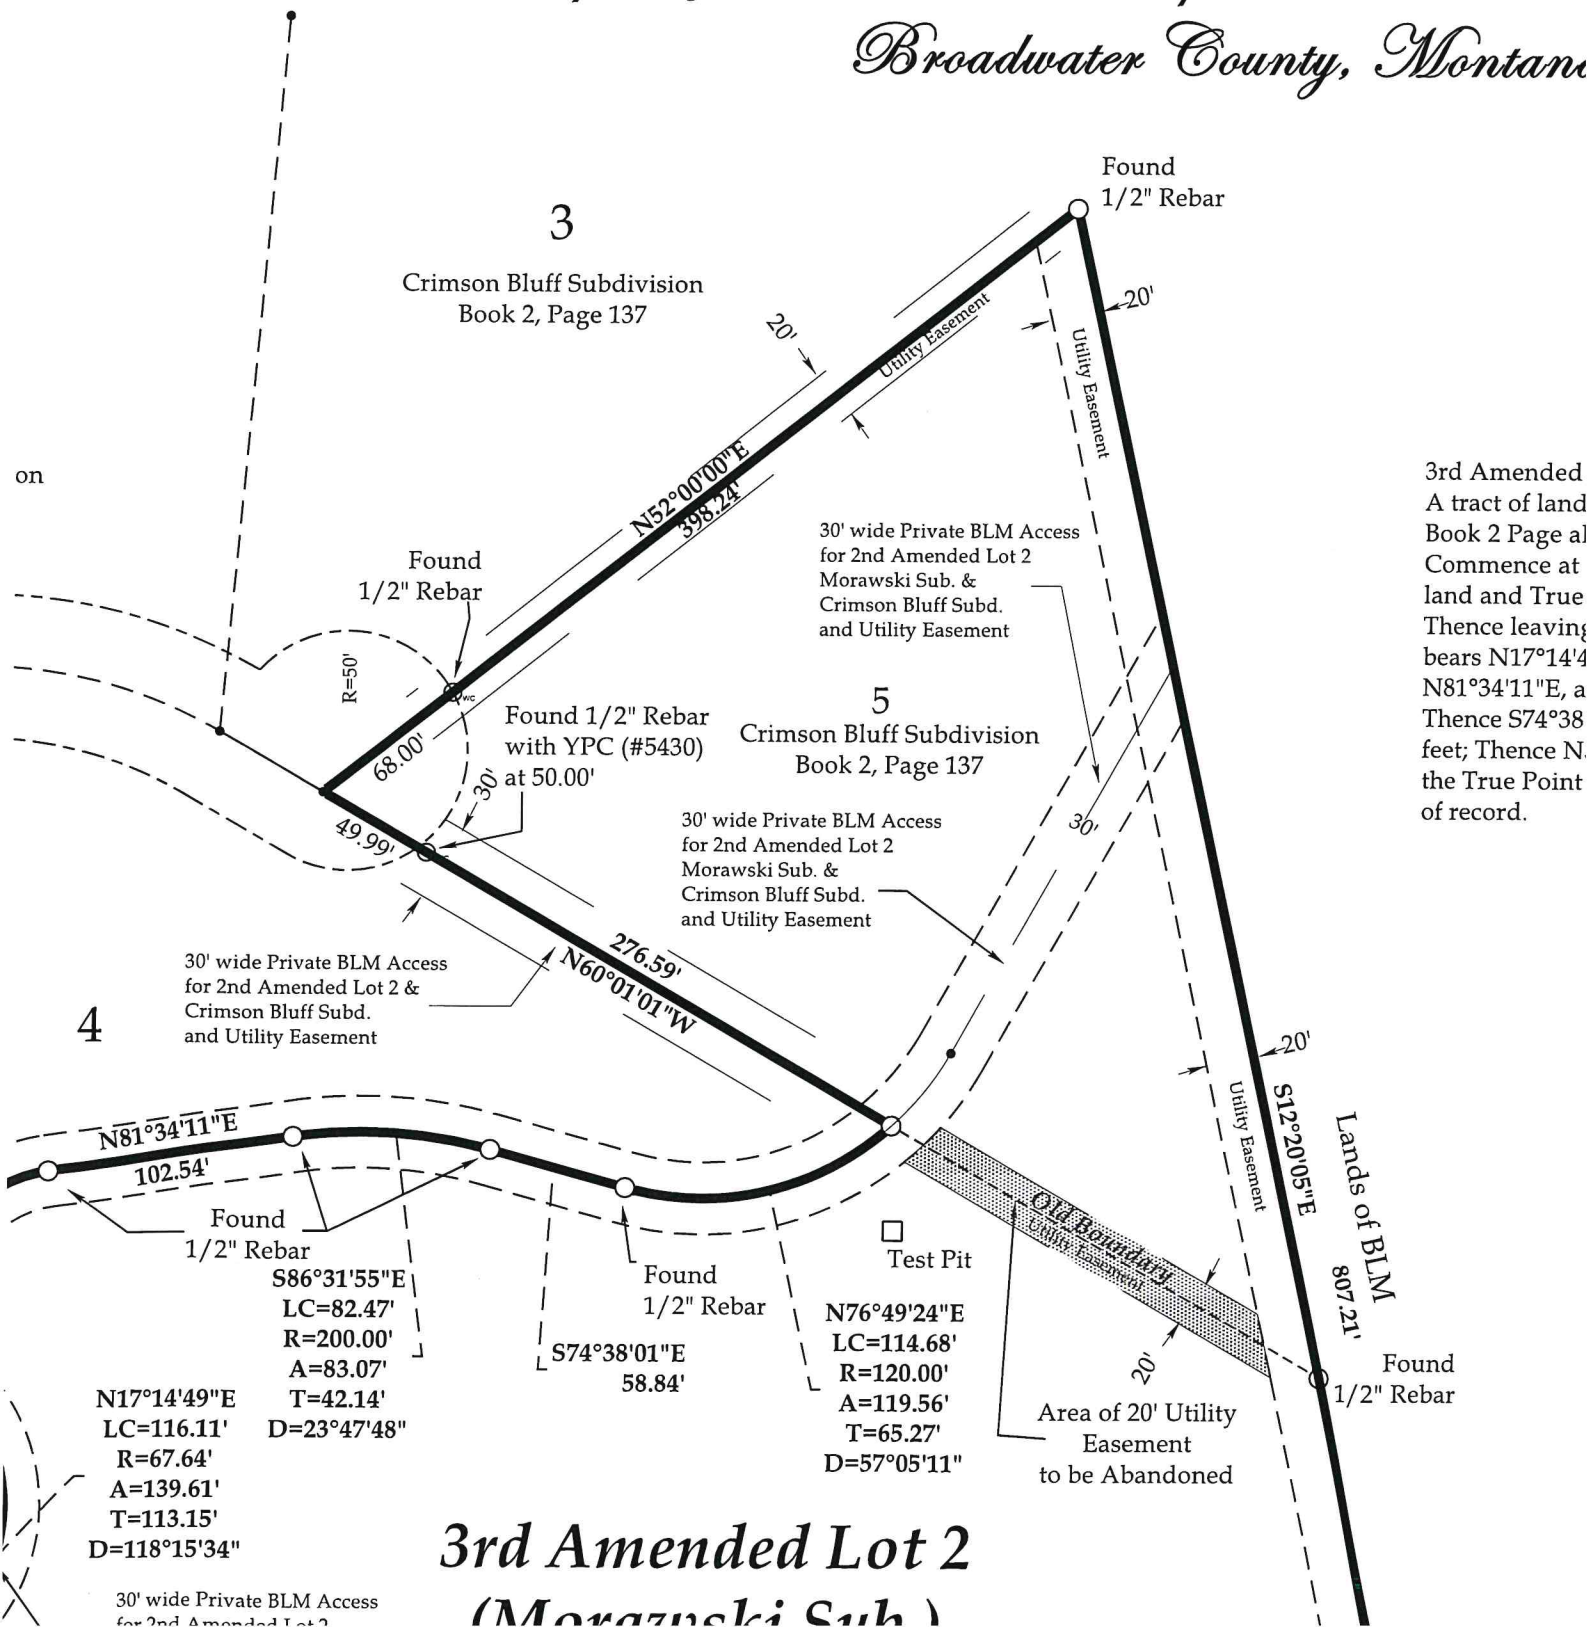 Broadwater County, Montana
Found
1/2" Rebar
3
Crimson Bluff Subdivision
Book 2, Page 137
20'
20'
Utility Easement
Utility Easement
on
N52°00'00"E
398.24'
3rd Amended
A tract of land
Book 2 Page
Commence at
land and True
Thence leaving
bears N17°14'4
N81°34'11"E, a
Thence S74°38
feet; Thence N
the True Point
of record.
30' wide Private BLM Access
for 2nd Amended Lot 2
Morawski Sub. &
Crimson Bluff Subd.
and Utility Easement
Found
1/2" Rebar
R=50'
WC
68.00'
Found 1/2" Rebar
with YPC (#5430)
at 50.00'
30'
5
Crimson Bluff Subdivision
Book 2, Page 137
30'
49.99'
30' wide Private BLM Access
for 2nd Amended Lot 2
Morawski Sub. &
Crimson Bluff Subd.
and Utility Easement
276.59'
N60°01'01"W
30' wide Private BLM Access
for 2nd Amended Lot 2 &
Crimson Bluff Subd.
and Utility Easement
4
20'
Utility Easement
S12°20'05"E
807.21'
Lands of BLM
N81°34'11"E
102.54'
Found
1/2" Rebar
Old Boundary
Utility Easement
Test Pit
Found
1/2" Rebar
S86°31'55"E
LC=82.47'
R=200.00'
A=83.07'
T=42.14'
D=23°47'48"
S74°38'01"E
58.84'
N76°49'24"E
LC=114.68'
R=120.00'
A=119.56'
T=65.27'
D=57°05'11"
20'
Found
1/2" Rebar
Area of 20' Utility
Easement
to be Abandoned
N17°14'49"E
LC=116.11'
R=67.64'
A=139.61'
T=113.15'
D=118°15'34"
3rd Amended Lot 2
(Morawski Sub.)
30' wide Private BLM Access
for 2nd Amended Lot 2